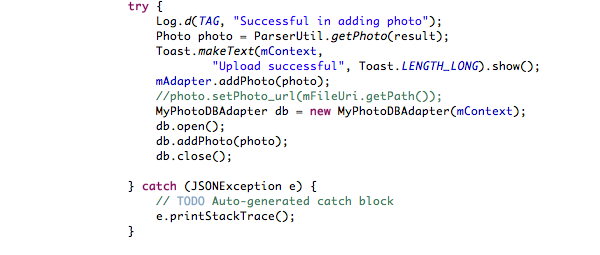 try {
Log.d(TAG, "Successful in adding photo");
Photo photo = ParserUtil.getPhoto(result);
Toast.makeText(mContext,
"Upload successful", Toast.LENGTH_LONG).show();
mAdapter.addPhoto(photo);
//photo.setPhoto_url(mFileUri.getPath());
MyPhotoDBAdapter db = new MyPhotoDBAdapter(mContext);
db.open();
db.addPhoto(photo);
db.close();
} catch (JSONException e) {
// TODO Auto-generated catch block
e.printStackTrace();
}